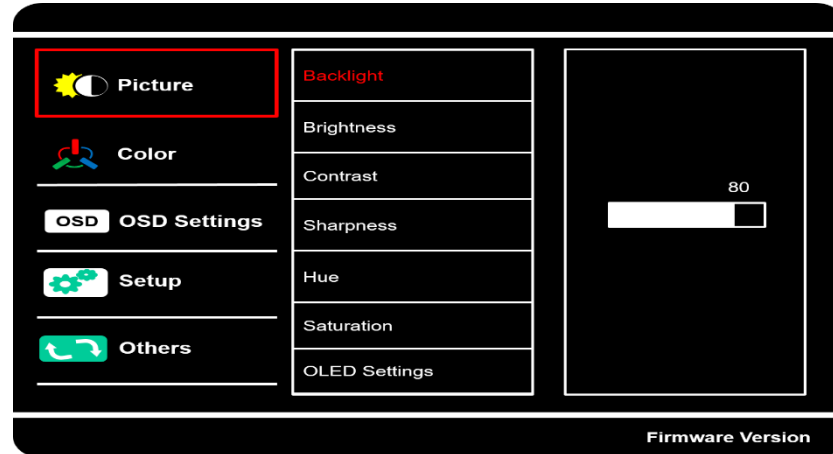 Picture
Color
OSD OSD Settings
Setup
Others
Backlight
Brightness
Contrast
Sharpness
Hue
Saturation
OLED Settings
80
Firmware Version